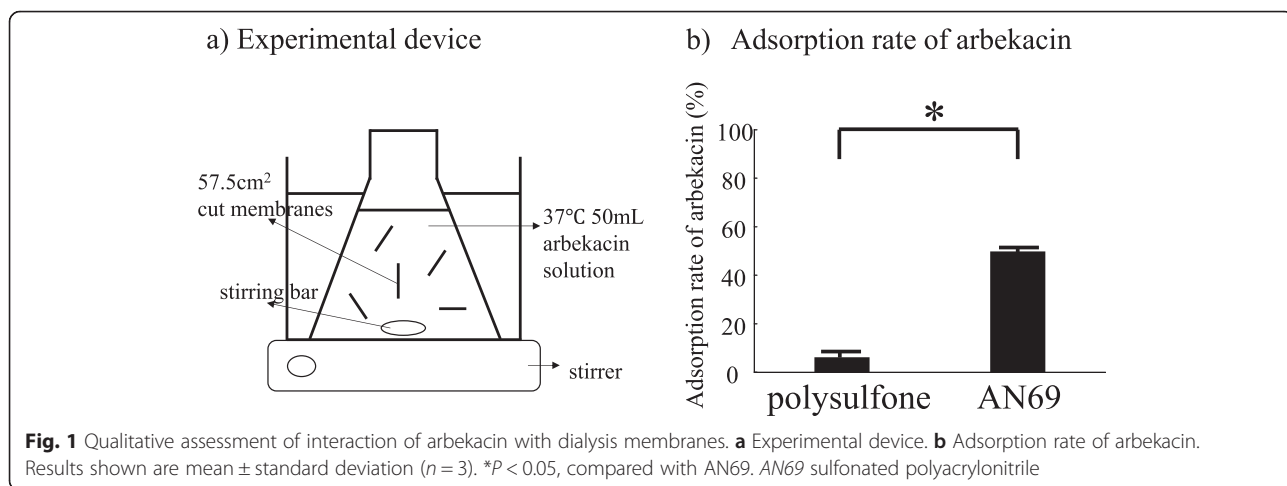 a) Experimental device
57.5cm²
cut membranes
stirring bar
37℃ 50mL
arbekacin
solution
stirrer
b) Adsorption rate of arbekacin
Adsorption rate of arbekacin (%)
100
80
60
40
20
0
*
polysulfone AN69
Fig. 1 Qualitative assessment of interaction of arbekacin with dialysis membranes. a Experimental device. b Adsorption rate of arbekacin.
Results shown are mean ± standard deviation (n = 3). *P < 0.05, compared with AN69. AN69 sulfonated polyacrylonitrile